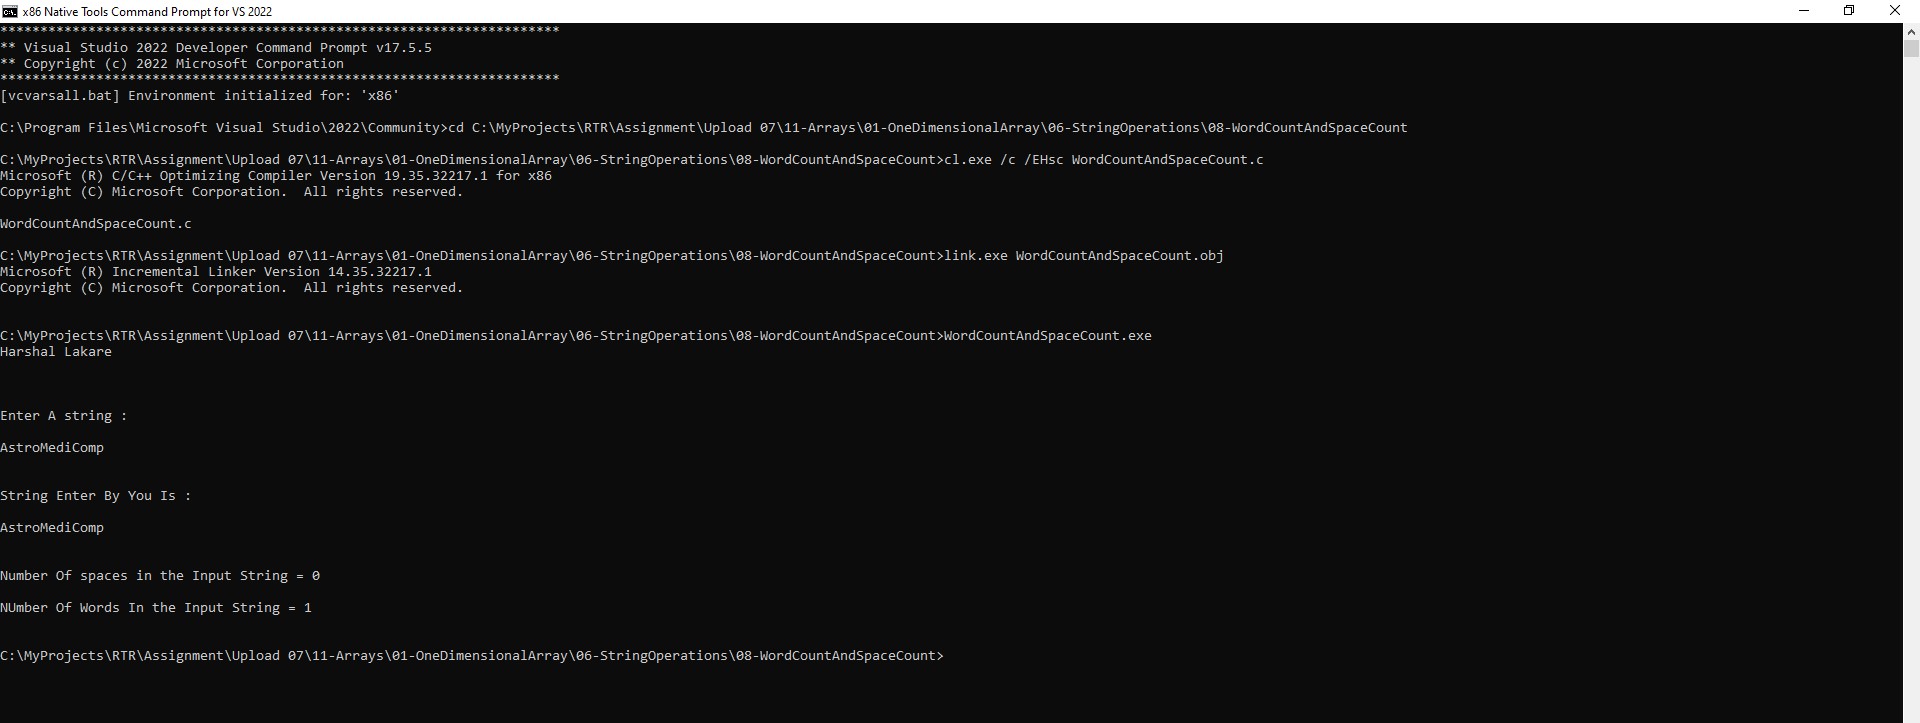 x86 Native Tools Command Prompt for VS 2022
**********************************************************************
** Visual Studio 2022 Developer Command Prompt v17.5.5
** Copyright (c) 2022 Microsoft Corporation
**********************************************************************
[vcvarsall.bat] Environment initialized for: 'x86'
C:\Program Files\Microsoft Visual Studio\2022\Community>cd C:\MyProjects\RTR\Assignment\Upload 07\11-Arrays\01-OneDimensionalArray\06-StringOperations\08-WordCountAndSpaceCount
C:\MyProjects\RTR\Assignment\Upload 07\11-Arrays\01-OneDimensionalArray\06-StringOperations\08-WordCountAndSpaceCount>cl.exe /c /EHsc WordCountAndSpaceCount.c
Microsoft (R) C/C++ Optimizing Compiler Version 19.35.32217.1 for x86
Copyright (C) Microsoft Corporation.  All rights reserved.
WordCountAndSpaceCount.c
C:\MyProjects\RTR\Assignment\Upload 07\11-Arrays\01-OneDimensionalArray\06-StringOperations\08-WordCountAndSpaceCount>link.exe WordCountAndSpaceCount.obj
Microsoft (R) Incremental Linker Version 14.35.32217.1
Copyright (C) Microsoft Corporation.  All rights reserved.
C:\MyProjects\RTR\Assignment\Upload 07\11-Arrays\01-OneDimensionalArray\06-StringOperations\08-WordCountAndSpaceCount>WordCountAndSpaceCount.exe
Harshal Lakare
Enter A string :
AstroMediComp
String Enter By You Is :
AstroMediComp
Number Of spaces in the Input String = 0
NUmber Of Words In the Input String = 1
C:\MyProjects\RTR\Assignment\Upload 07\11-Arrays\01-OneDimensionalArray\06-StringOperations\08-WordCountAndSpaceCount>